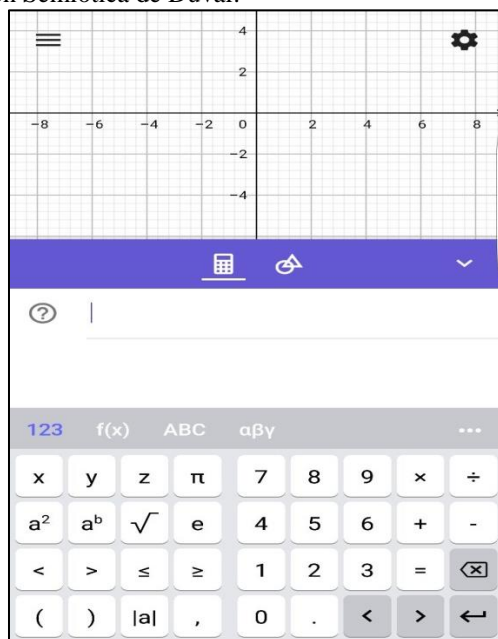 en Semiótica de Duval.
4
2
-8 -6 -4 -2 0 2 4 6 8
-2
-4
?
123 f(x) ABC αβγ ...
x y z π 7 8 9 × ÷
a² aᵇ √ e 4 5 6 + -
< > ≤ ≥ 1 2 3 =
( ) |a| , 0 . < >